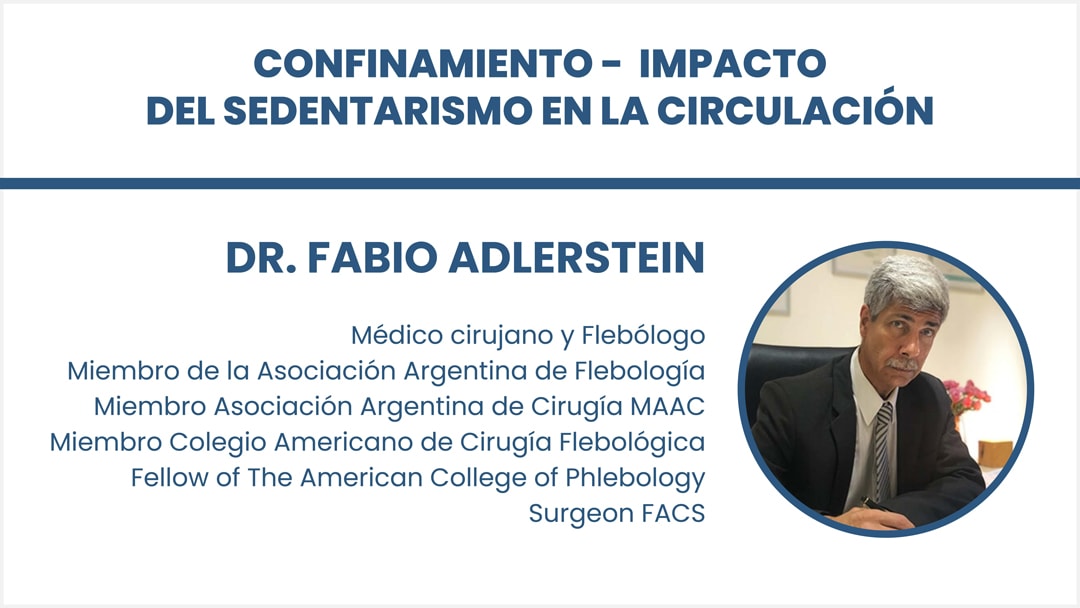 CONFINAMIENTO - IMPACTO
DEL SEDENTARISMO EN LA CIRCULACIÓN
DR. FABIO ADLERSTEIN
Médico cirujano y Flebólogo
Miembro de la Asociación Argentina de Flebología
Miembro Asociación Argentina de Cirugía MAAC
Miembro Colegio Americano de Cirugía Flebológica
Fellow of The American College of Phlebology
Surgeon FACS